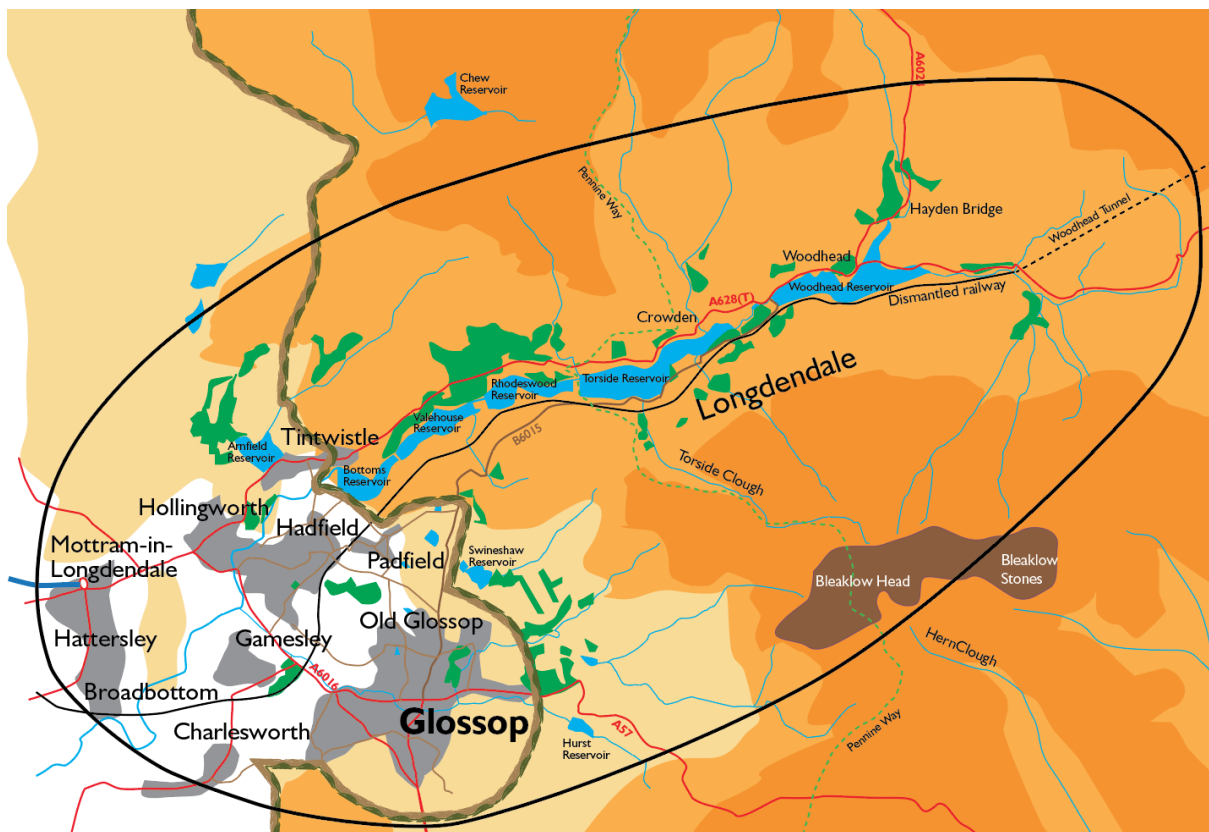 Chew
Reservoir
A602
Pennine Way
Hayden Bridge
Woodhead Tunnel
Woodhead
Woodhead Reservoir
Dismantled railway
A628(T)
Crowden
Longdendale
Torside Reservoir
Rhodeswood
Reservoir
Valehouse
Reservoir
B6015
Tintwistle
Arnfield
Reservoir
Bottoms
Reservoir
Torside Clough
Hollingworth
Hadfield
Mottram-in-
Longdendale
Padfield
Swineshaw
Reservoir
Bleaklow Head
Bleaklow
Stones
Hattersley
Gamesley
Old Glossop
HernClough
A6016
Broadbottom
Charlesworth
Glossop
A57
Hurst
Reservoir
Pennine Way